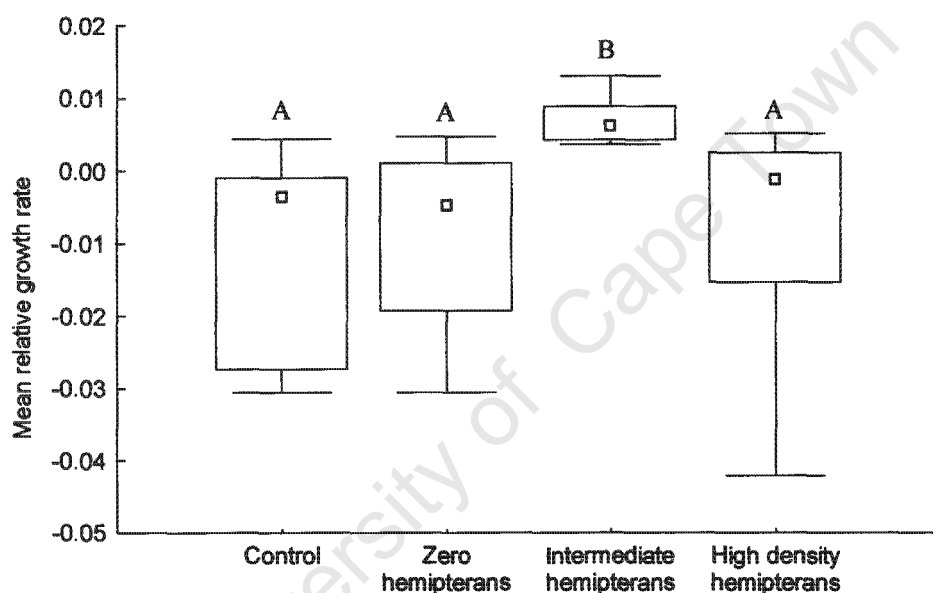 0.02
0.01
0.00
-0.01
-0.02
-0.03
-0.04
-0.05
Mean relative growth rate
A
A
B
A
Control
Zero
hemipterans
Intermediate
hemipterans
High density
hemipterans
University of Cape Town